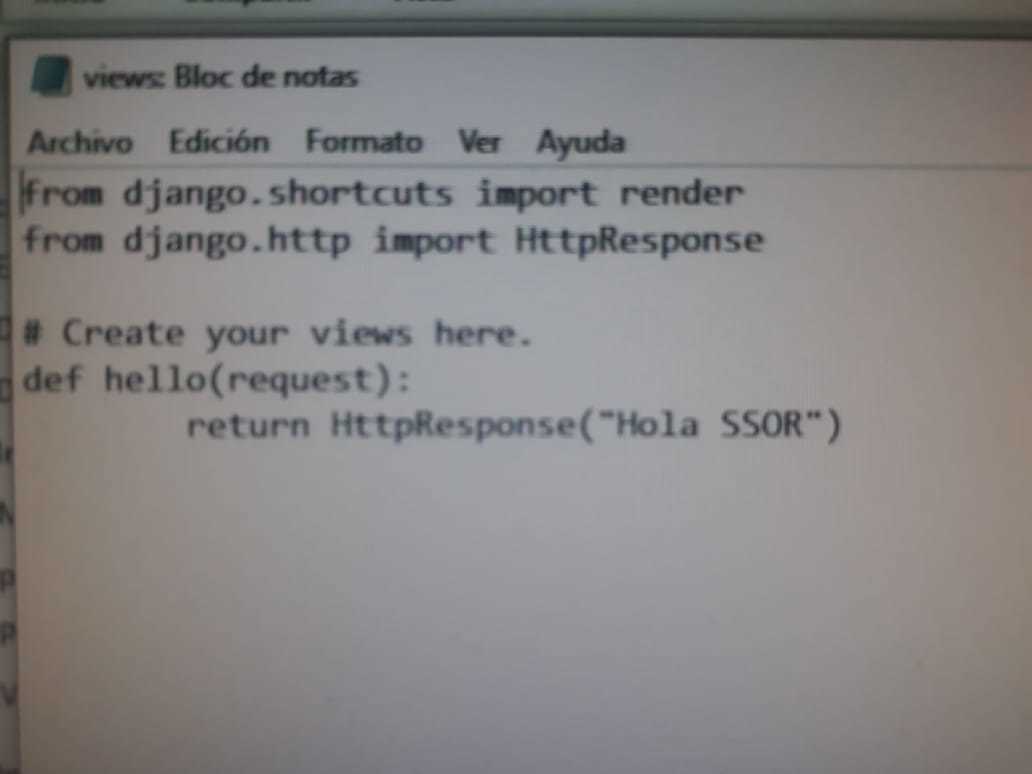 views: Bloc de notas
Archivo Edición Formato Ver Ayuda
from django.shortcuts import render
from django.http import HttpResponse
# Create your views here.
def hello(request):
return HttpResponse("Hola SSOR")